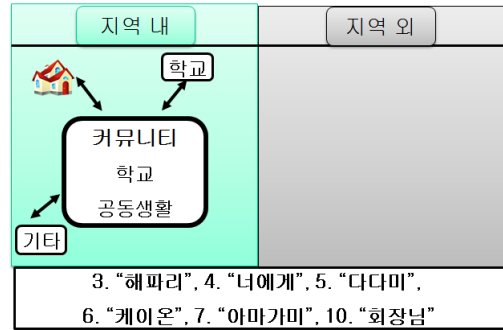 지역 내
지역 외
학교
커뮤니티
학교
공동생활
기타
3. “해파리”, 4. “너에게”, 5. “다다미”,
6. “케이온”, 7. “아마가미”, 10. “회장님”